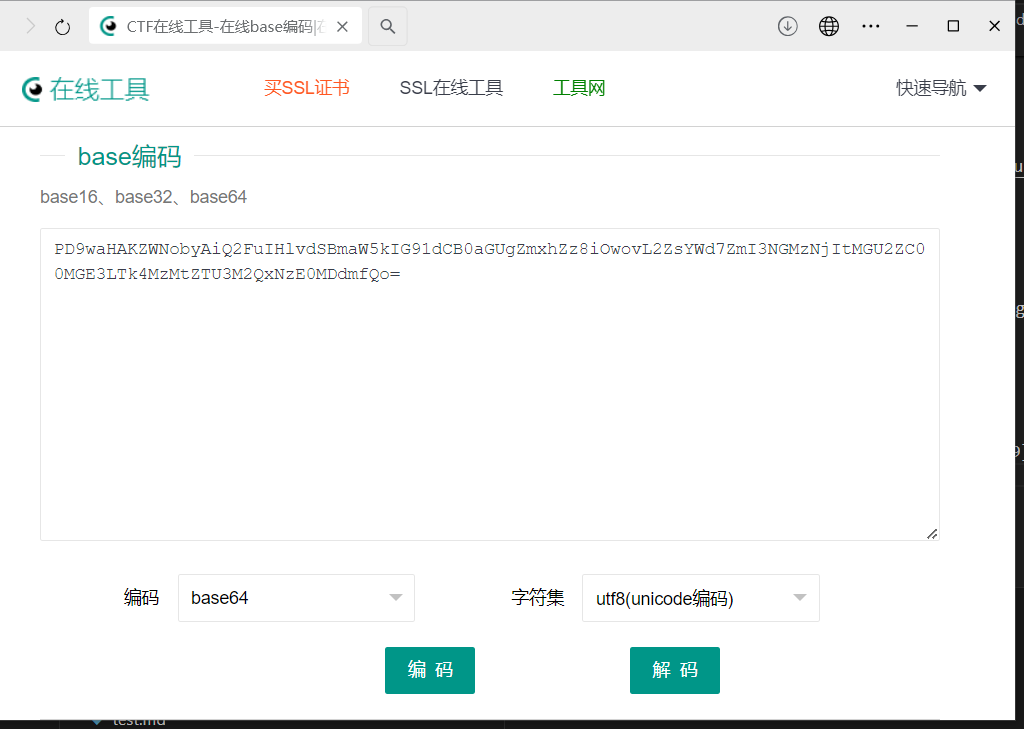 CTF在线工具-在线base编码
在线工具
买SSL证书
SSL在线工具
工具网
快速导航
base编码
base16、base32、base64
PD9waHAKZWNobyAiQ2FuIHlvdSBmaW5kIG91dCB0aGUgZmxhZz8iOwovL2ZsYWd7ZmI3NGMzNjItMGU2ZC0
0MGE3LTk4MzMtZTU3M2QxNzE0MDdmfQo=
编码
base64
字符集
utf8(unicode编码)
编 码
解 码
test.md